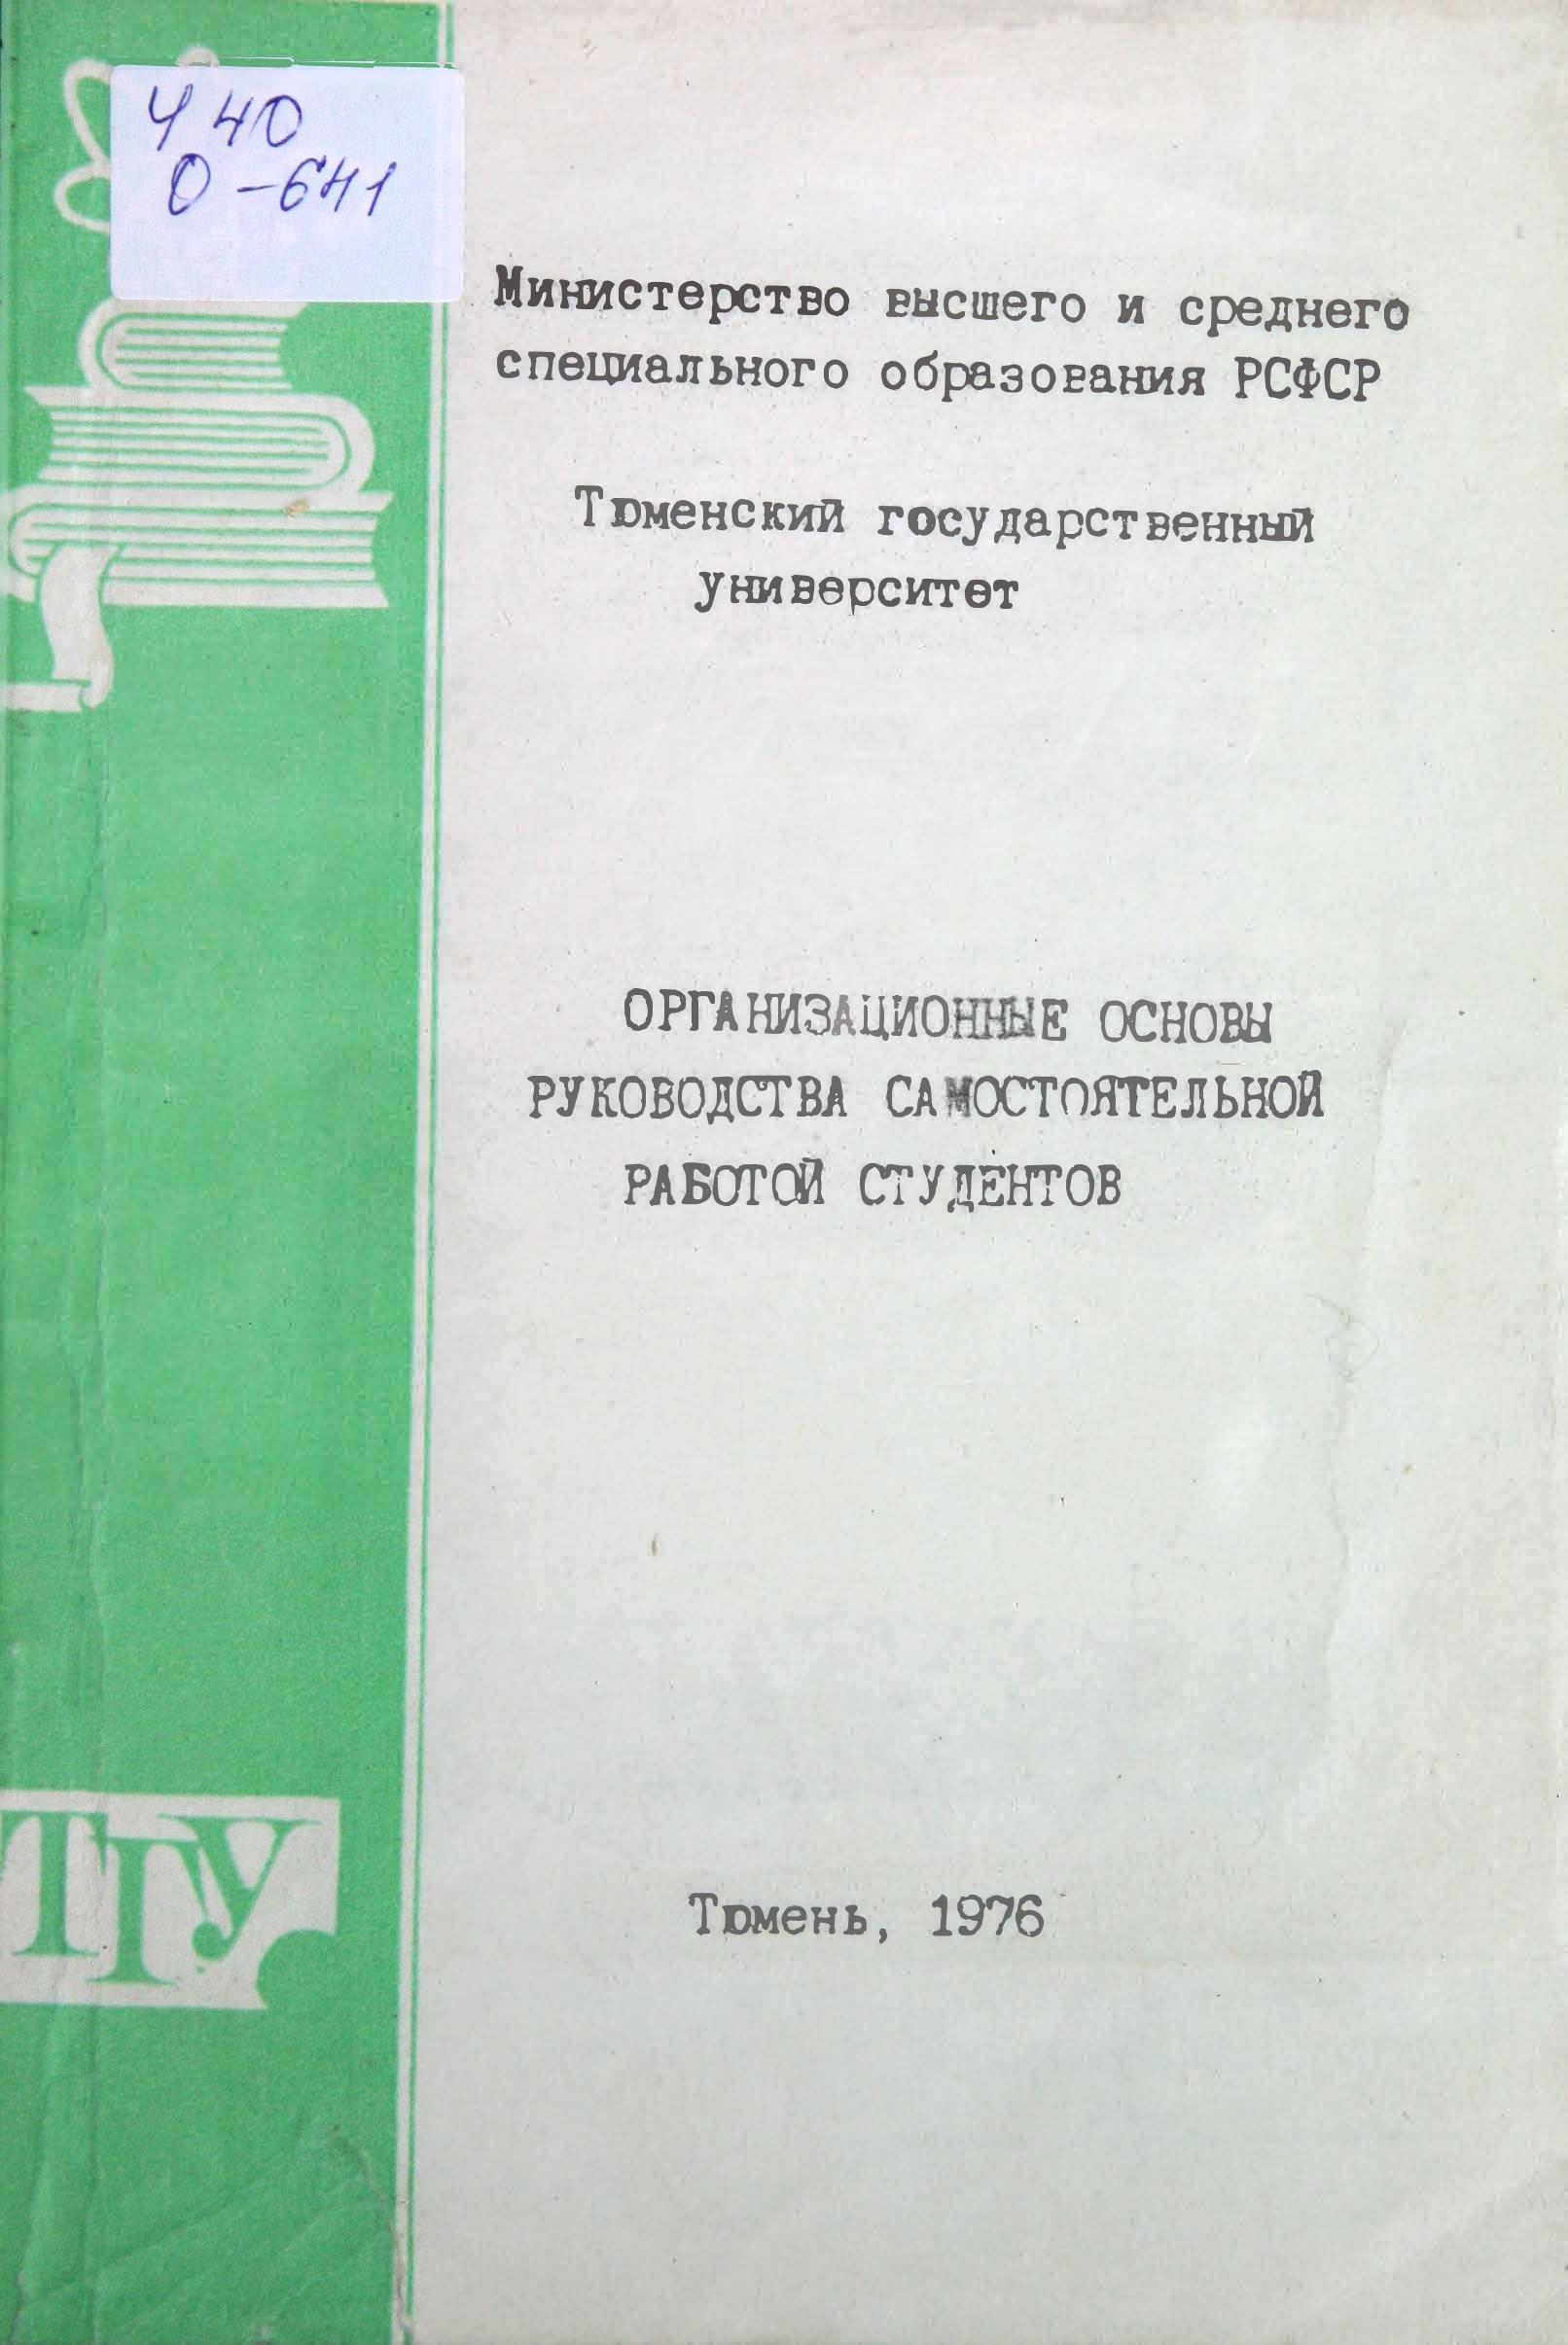 Ч 40
О-641
Министерство высшего и среднего
специального образования РСФСР
Тюменский государственный
университет
ОРГАНИЗАЦИОННЫЕ ОСНОВЫ
РУКОВОДСТВА САМОСТОЯТЕЛЬНОЙ
РАБОТОЙ СТУДЕНТОВ
ТГУ
Тюмень, 1976